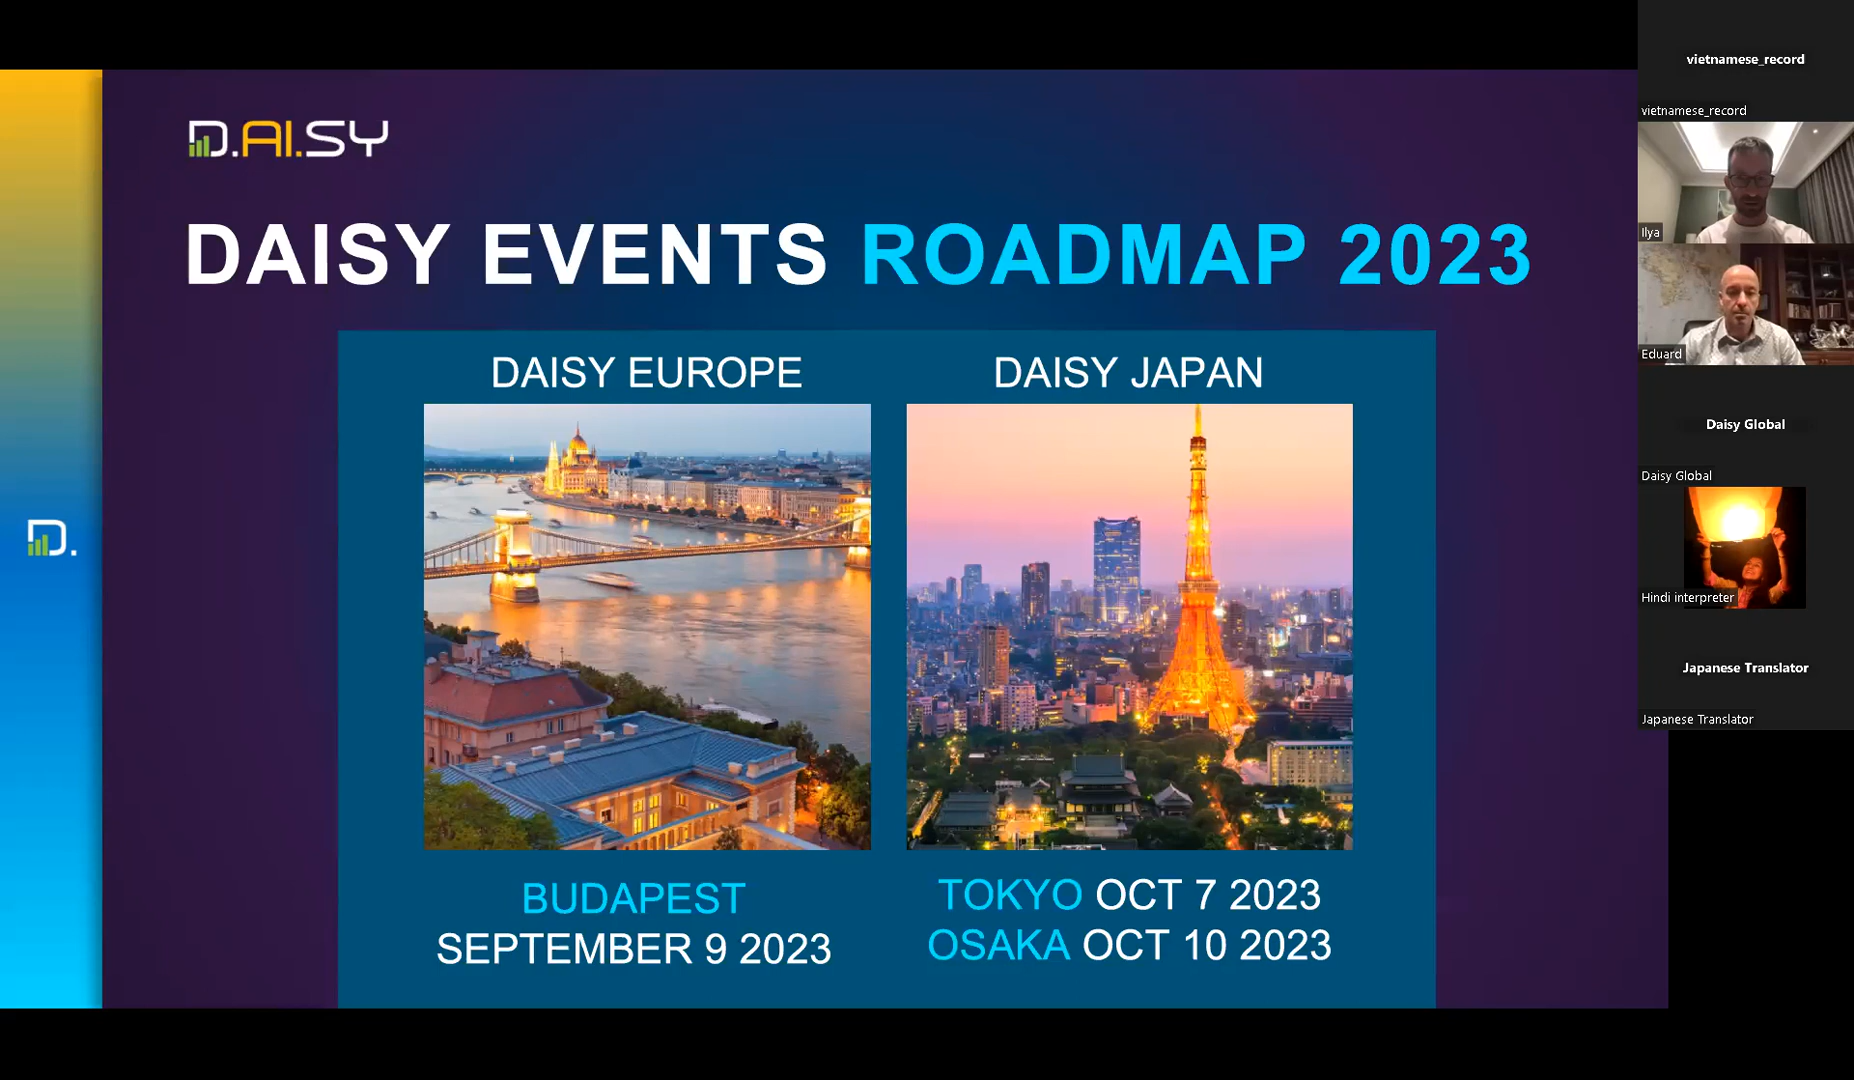 D.AI.SY
DAISY EVENTS ROADMAP 2023
DAISY EUROPE
DAISY JAPAN
BUDAPEST
SEPTEMBER 9 2023
TOKYO OCT 7 2023
OSAKA OCT 10 2023
D.
vietnamese_record
vietnamese_record
Ilya
Eduard
Daisy Global
Daisy Global
Hindi interpreter
Japanese Translator
Japanese Translator